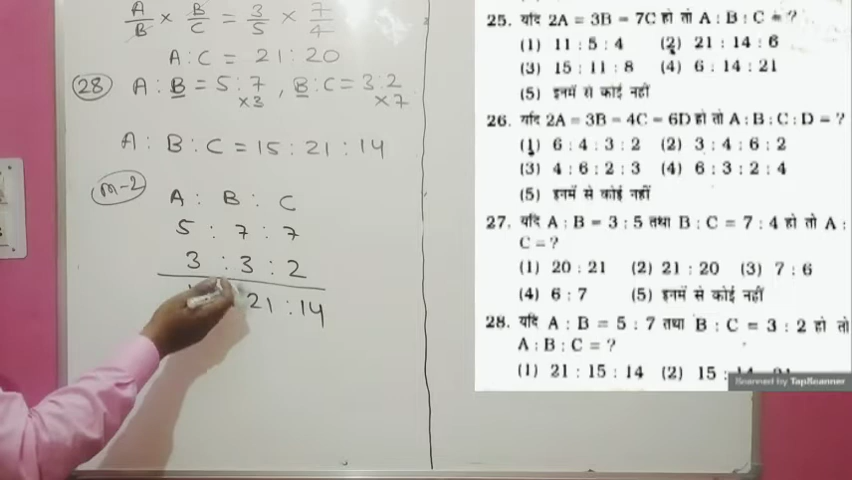 A/B × B/C = 3/5 × 7/4
A:C = 21:20
28 A:B = 5:7, B:C = 3:2
×3 ×7
A:B:C = 15:21:14
M-2 A : B : C
5 : 7 : 7
3 : 3 : 2
21:14
25. यदि 2A = 3B = 7C हो तो A : B : C = ?
(1) 11 : 5 : 4 (2) 21 : 14 : 6
(3) 15 : 11 : 8 (4) 6 : 14 : 21
(5) इनमें से कोई नहीं
26. यदि 2A = 3B = 4C = 6D हो तो A : B : C : D = ?
(1) 6 : 4 : 3 : 2 (2) 3 : 4 : 6 : 2
(3) 4 : 6 : 2 : 3 (4) 6 : 3 : 2 : 4
(5) इनमें से कोई नहीं
27. यदि A : B = 3 : 5 तथा B : C = 7 : 4 हो तो A :
C = ?
(1) 20 : 21 (2) 21 : 20 (3) 7 : 6
(4) 6 : 7 (5) इनमें से कोई नहीं
28. यदि A : B = 5 : 7 तथा B : C = 3 : 2 हो तो
A : B : C = ?
(1) 21 : 15 : 14 (2) 15 :
Scanned by TapScanner